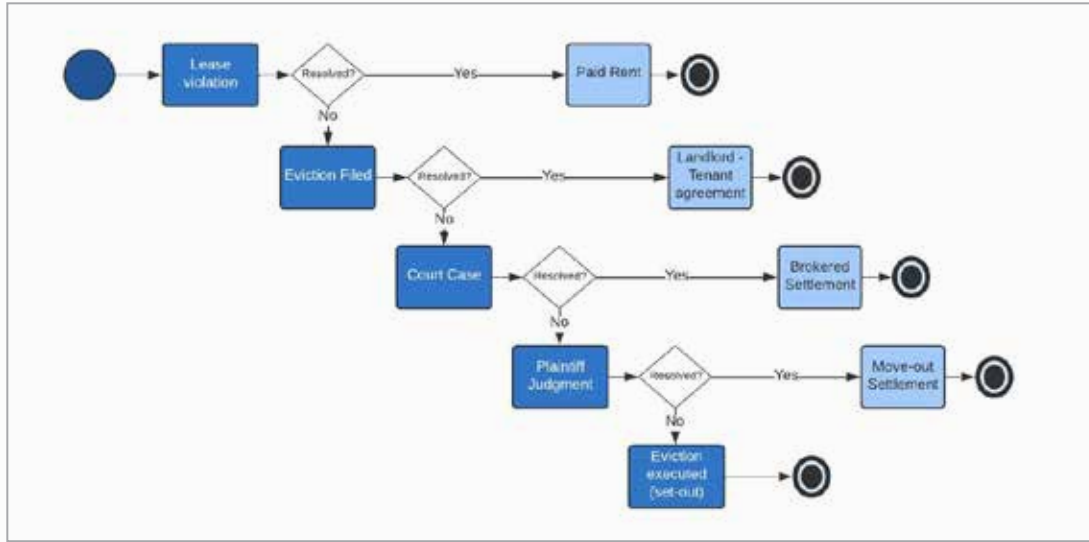 Lease
violation
Resolved?
Yes
Paid Rent
No
Eviction Filed
Resolved?
Yes
Landlord -
Tenant
agreement
No
Court Case
Resolved?
Yes
Brokered
Settlement
No
Plaintiff
Judgment
Resolved?
Yes
Move-out
Settlement
No
Eviction
executed
(set-out)